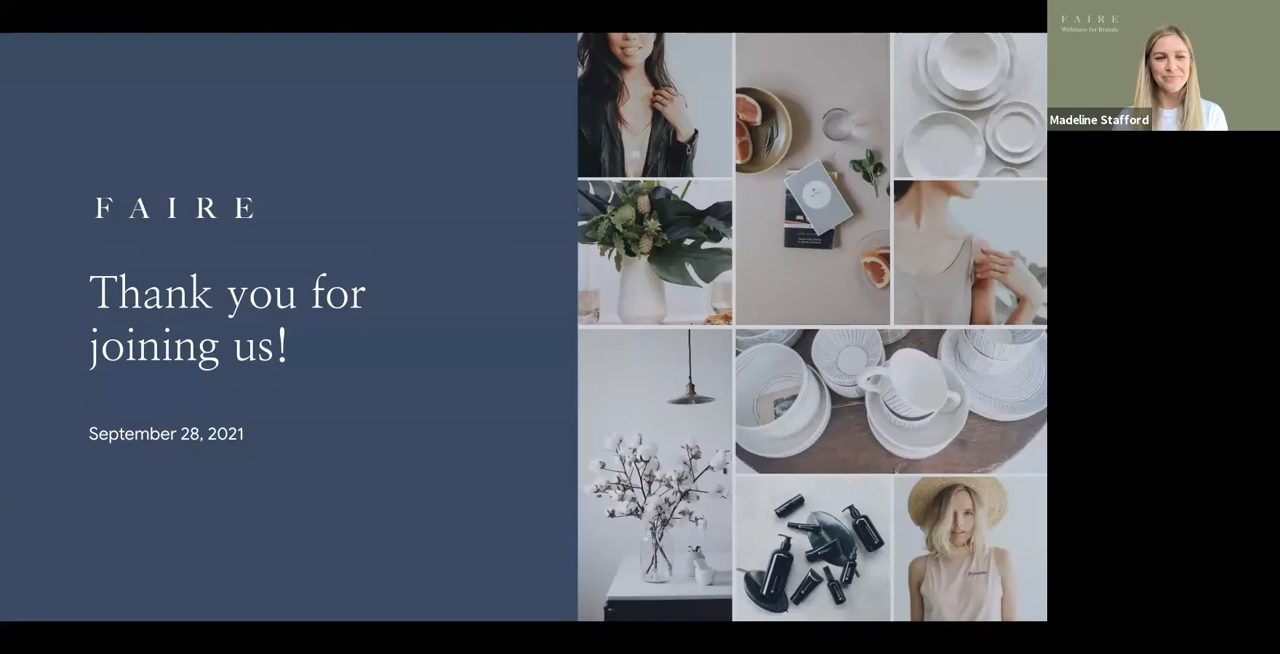 FAIRE
Thank you for
joining us!
September 28, 2021
FAIRE
Webinars for Brands
Madeline Stafford